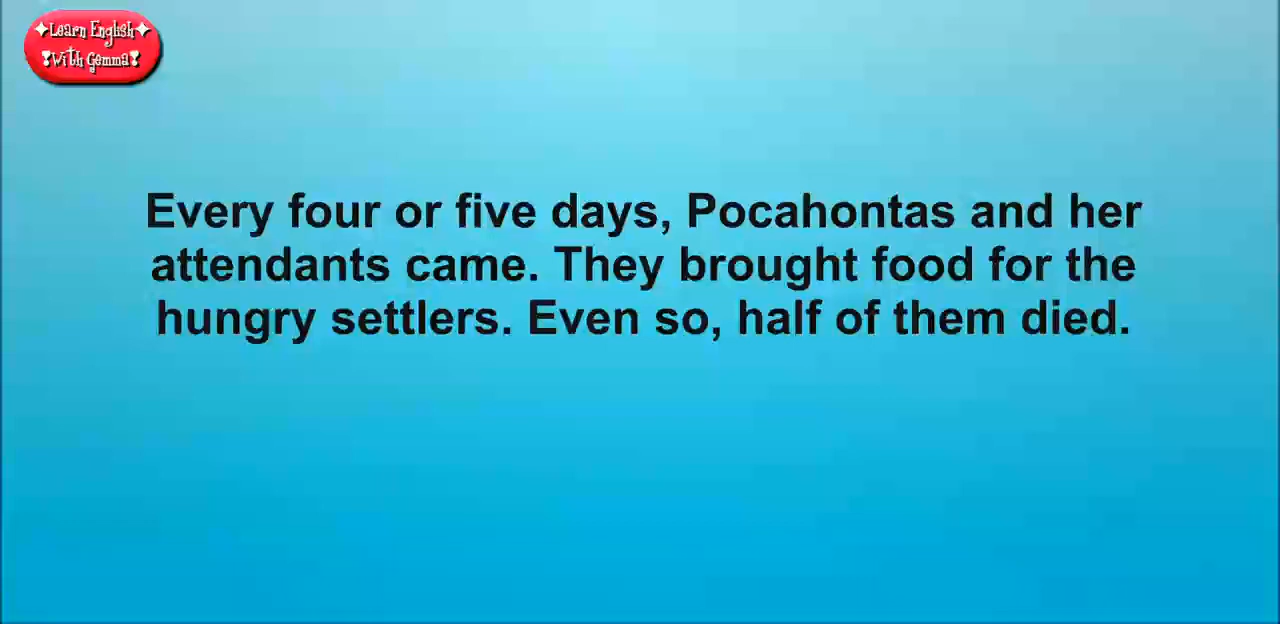 ✦Learn English✦
❣With Gemma❣
Every four or five days, Pocahontas and her
attendants came. They brought food for the
hungry settlers. Even so, half of them died.